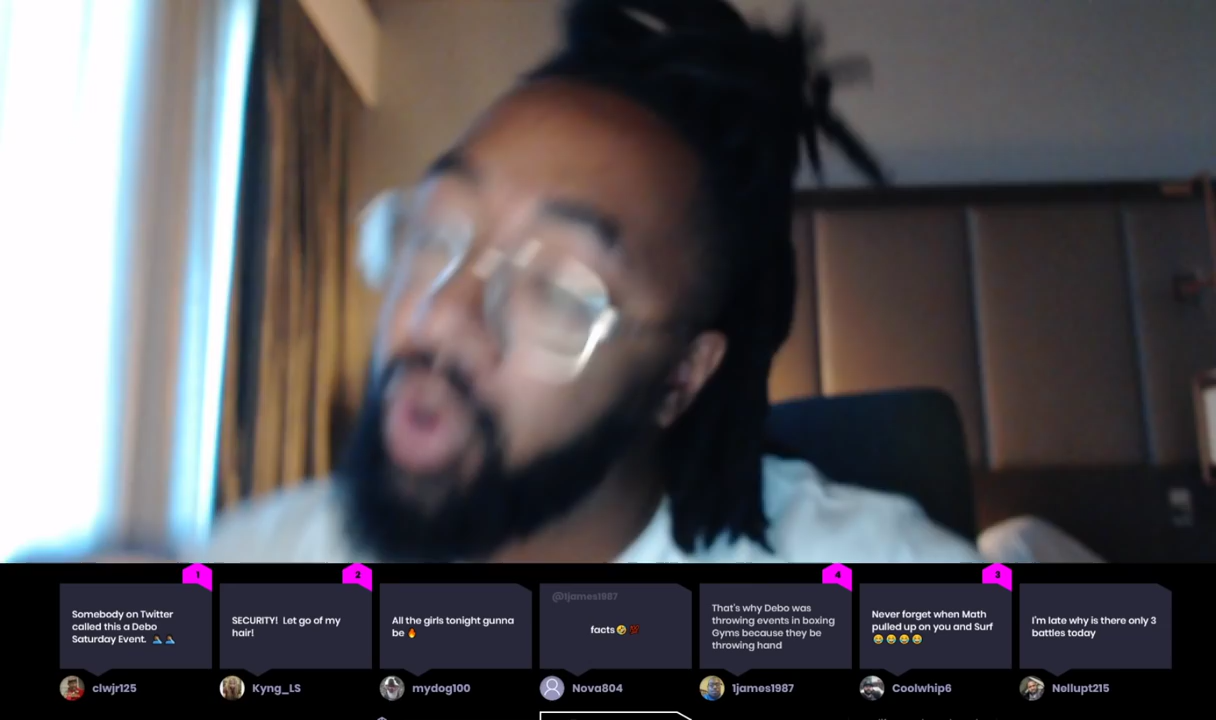 1
Somebody on Twitter
called this a Debo
Saturday Event. 🤦🏾‍♂️ 🤦🏾‍♂️
clwjr125
2
SECURITY! Let go of my
hair!
Kyng_LS
All the girls tonight gunna
be 🔥
mydog100
@1james1987
facts🤣 💯
Nova804
4
That's why Debo was
throwing events in boxing
Gyms because they be
throwing hand
1james1987
3
Never forget when Math
pulled up on you and Surf
😂 😂 😂 😂
Coolwhip6
I'm late why is there only 3
battles today
Nellupt215